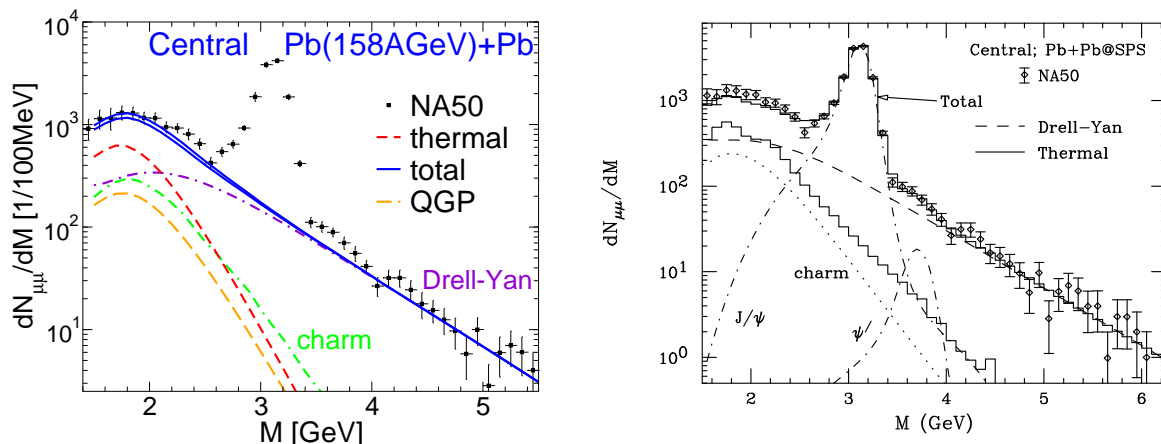 Central Pb(158AGeV)+Pb
NA50
thermal
total
QGP
Drell-Yan
charm
dN_μμ/dM [1/100MeV]
10^4
10^3
10^2
10^1
2 3 4 5
M [GeV]
Central; Pb+Pb@SPS
NA50
Total
Drell-Yan
Thermal
charm
J/ψ
ψ
dN_μμ/dM
10^3
10^2
10^1
10^0
2 3 4 5 6
M (GeV)